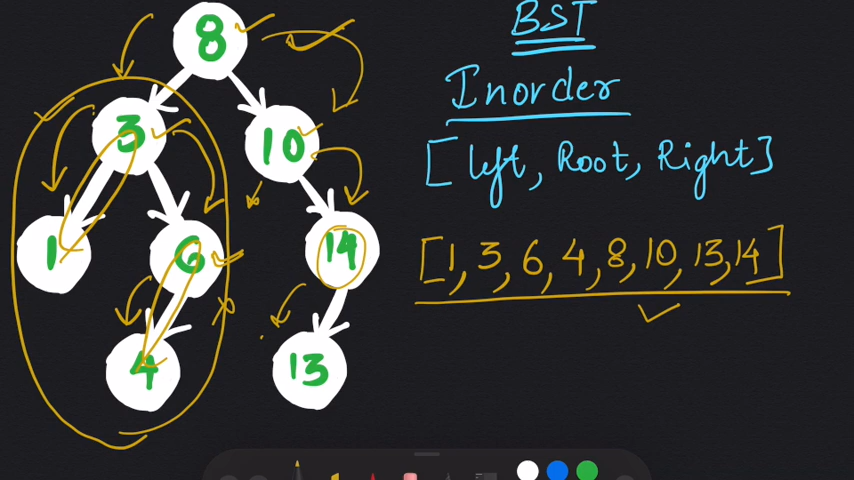 BST
Inorder
[left, Root, Right]
[1, 3, 6, 4, 8, 10, 13, 14]
8
3
10
1
6
14
4
13